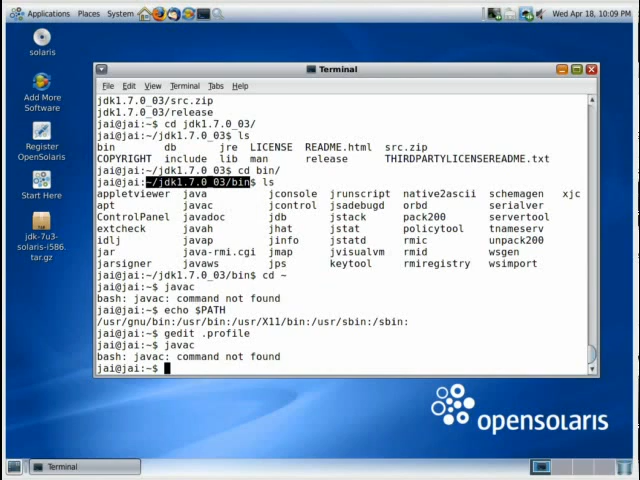 Applications Places System
Wed Apr 18, 10:09 PM
solaris
Add More
Software
Register
OpenSolaris
Start Here
jdk-7u3-
solaris-i586.
tar.gz
Terminal
File Edit View Terminal Tabs Help
jdk1.7.0_03/src.zip
jdk1.7.0_03/release
jai@jai:~$ cd jdk1.7.0_03/
jai@jai:~/jdk1.7.0_03$ ls
bin db jre LICENSE README.html src.zip
COPYRIGHT include lib man release THIRDPARTYLICENSEREADME.txt
jai@jai:~/jdk1.7.0_03$ cd bin/
jai@jai:~/jdk1.7.0_03/bin$ ls
appletviewer java jconsole jrunscript native2ascii schemagen xjc
apt javac jcontrol jsadebugd orbd serialver
ControlPanel javadoc jdb jstack pack200 servertool
extcheck javah jhat jstat policytool tnameserv
idlj javap jinfo jstatd rmic unpack200
jar java-rmi.cgi jmap jvisualvm rmid wsgen
jarsigner javaws jps keytool rmiregistry wsimport
jai@jai:~/jdk1.7.0_03/bin$ cd ~
jai@jai:~$ javac
bash: javac: command not found
jai@jai:~$ echo $PATH
/usr/gnu/bin:/usr/bin:/usr/X11/bin:/usr/sbin:/sbin:
jai@jai:~$ gedit .profile
jai@jai:~$ javac
bash: javac: command not found
jai@jai:~$
opensolaris
Terminal